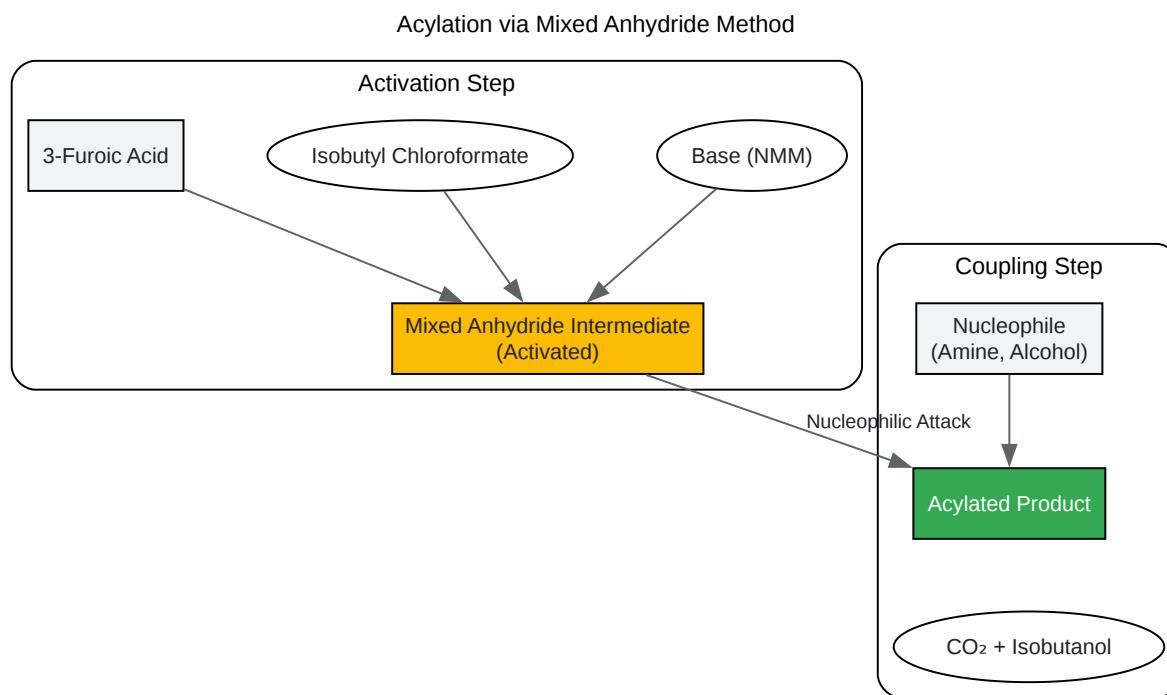 Acylation via Mixed Anhydride Method
Activation Step
3-Furoic Acid
Isobutyl Chloroformate
Base (NMM)
Mixed Anhydride Intermediate
(Activated)
Coupling Step
Nucleophile
(Amine, Alcohol)
Nucleophilic Attack
Acylated Product
CO₂ + Isobutanol